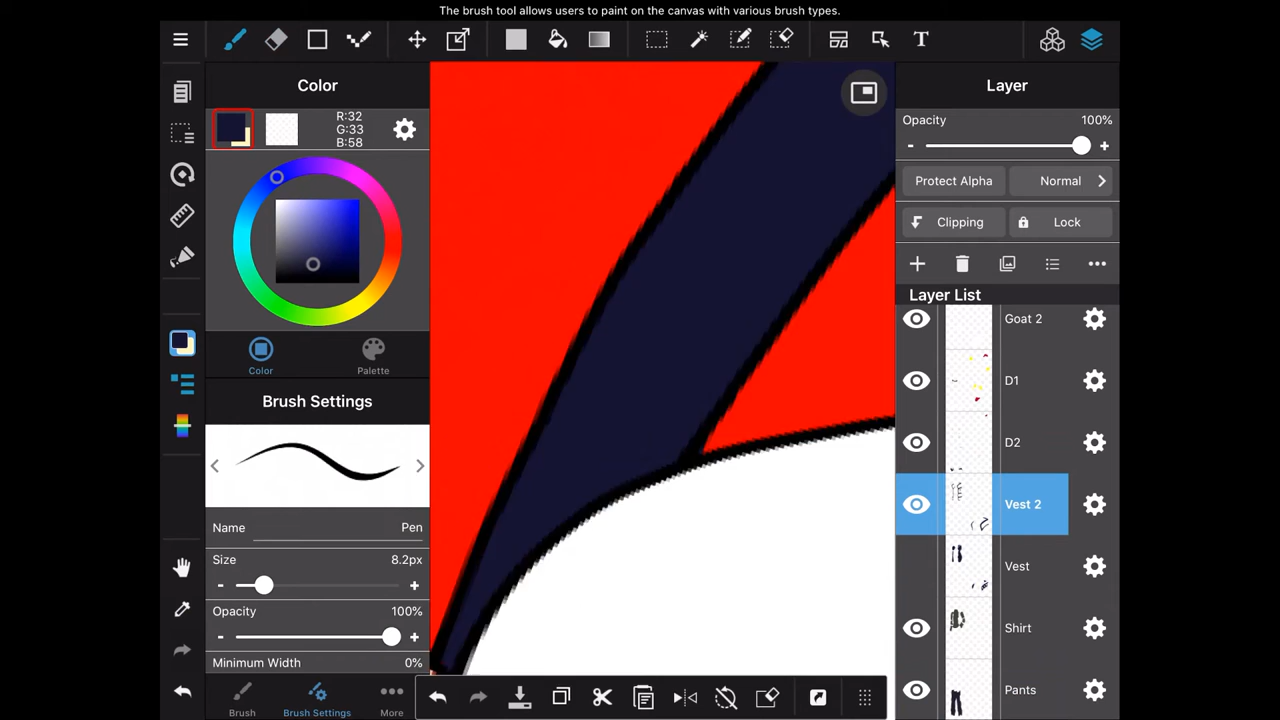 The brush tool allows users to paint on the canvas with various brush types.
T
Color
R:32
G:33
B:58
Color
Palette
Brush Settings
Name
Pen
Size
8.2px
-
+
Opacity
100%
-
+
Minimum Width
0%
Brush
Brush Settings
More
Layer
Opacity
100%
-
+
Protect Alpha
Normal
Clipping
Lock
Layer List
Goat 2
D1
D2
Vest 2
Vest
Shirt
Pants